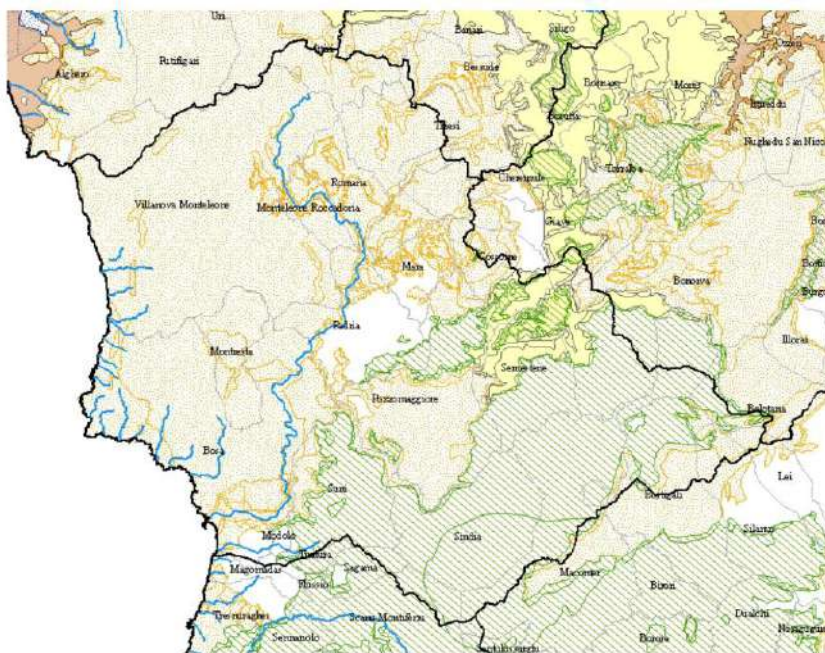 Uri
Banari
Siligo
Ozieri
Putifigari
Alghero
Bessude
Bonnanaro
Mores
Ittireddu
Thiesi
Borutta
Nughedu San Nico
Torralba
Cheremule
Romana
Villanova Monteleone
Monteleone Roccadoria
Giave
Cossoine
Mara
Bonorva
Padria
Illorai
Montresta
Semestene
Pozzomaggiore
Bolotana
Bosa
Lei
Suni
Bortigali
Silanus
Modolo
Sindia
Tinnura
Sagama
Magomadas
Macomer
Flussio
Birori
Tresnuraghes
Scano Montiferro
Dualchi
Sennariolo
Borore
Noragugume